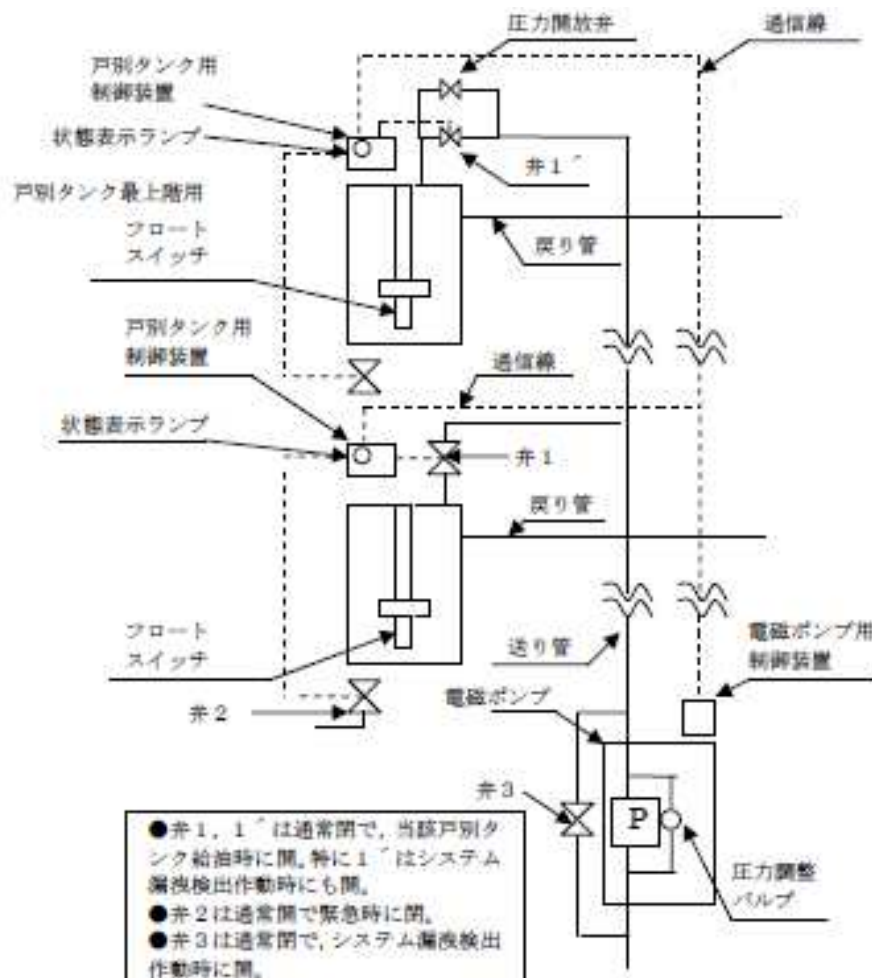 圧力開放弁
通信線
戸別タンク用
制御装置
状態表示ランプ
弁1´
戸別タンク最上階用
フロート
スイッチ
戻り管
戸別タンク用
制御装置
通信線
状態表示ランプ
弁1
戻り管
フロート
スイッチ
送り管
電磁ポンプ用
制御装置
弁2
電磁ポンプ
弁3
P
圧力調整
バルブ
●弁1,1´は通常閉で,当該戸別タ
ンク給油時に開。特に1´はシステム
漏洩検出作動時にも開。
●弁2は通常開で緊急時に閉。
●弁3は通常閉で,システム漏洩検出
作動時に開。